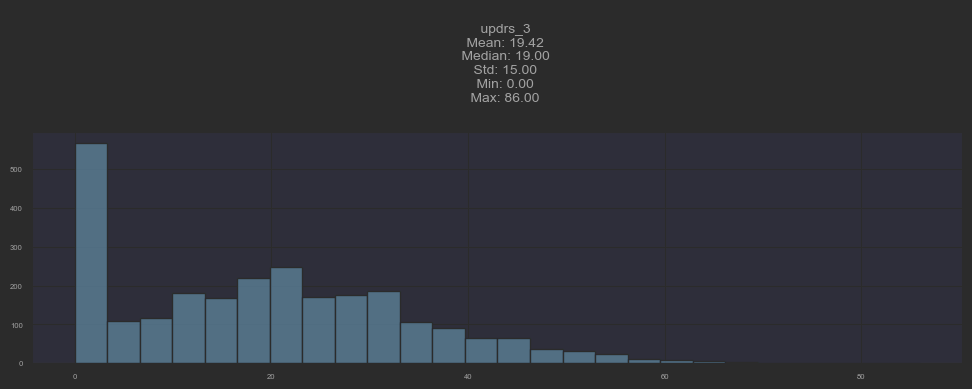 updrs_3
Mean: 19.42
Median: 19.00
Std: 15.00
Min: 0.00
Max: 86.00
500
400
300
200
100
0
0 20 40 60 80